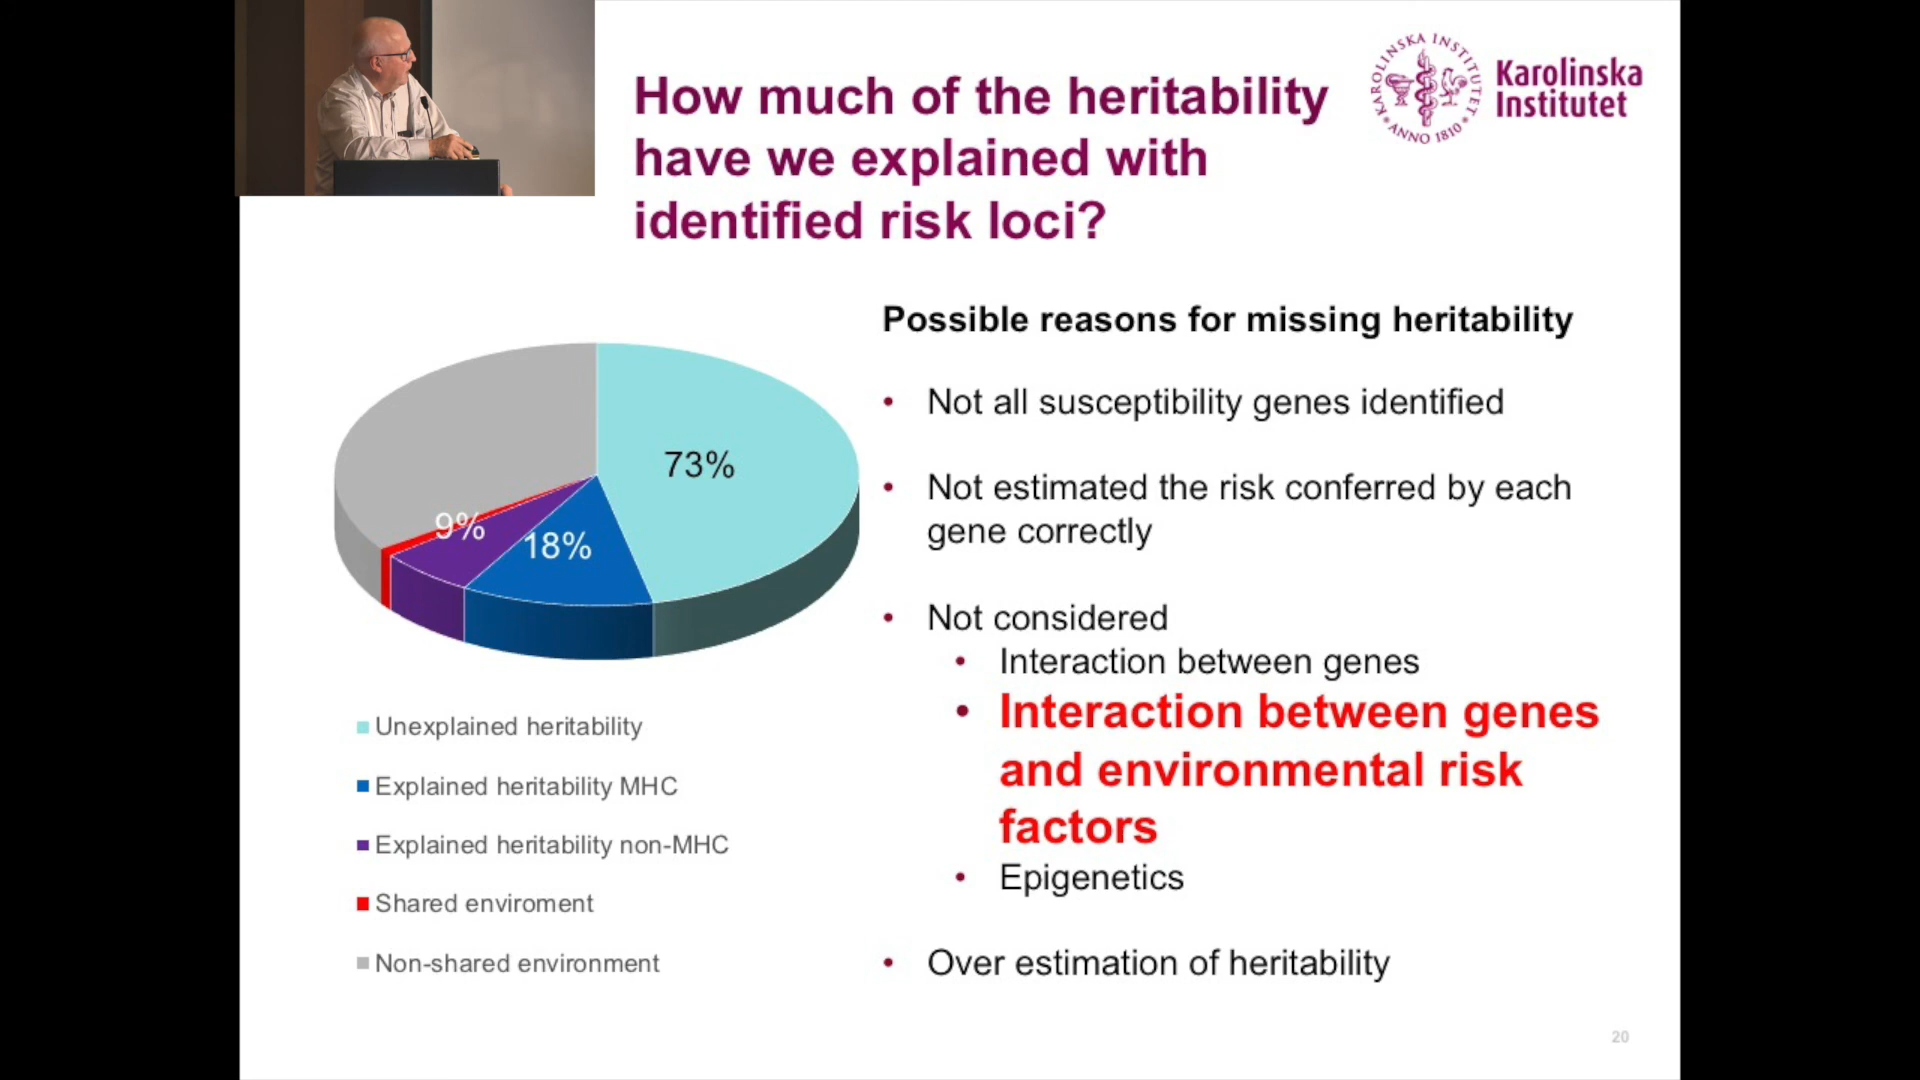 How much of the heritability
have we explained with
identified risk loci?
KAROLINSKA INSTITUTET
ANNO 1810
Karolinska
Institutet
73%
9%
18%
Unexplained heritability
Explained heritability MHC
Explained heritability non-MHC
Shared enviroment
Non-shared environment
Possible reasons for missing heritability
• Not all susceptibility genes identified
• Not estimated the risk conferred by each
gene correctly
• Not considered
• Interaction between genes
• Interaction between genes
and environmental risk
factors
• Epigenetics
• Over estimation of heritability
20